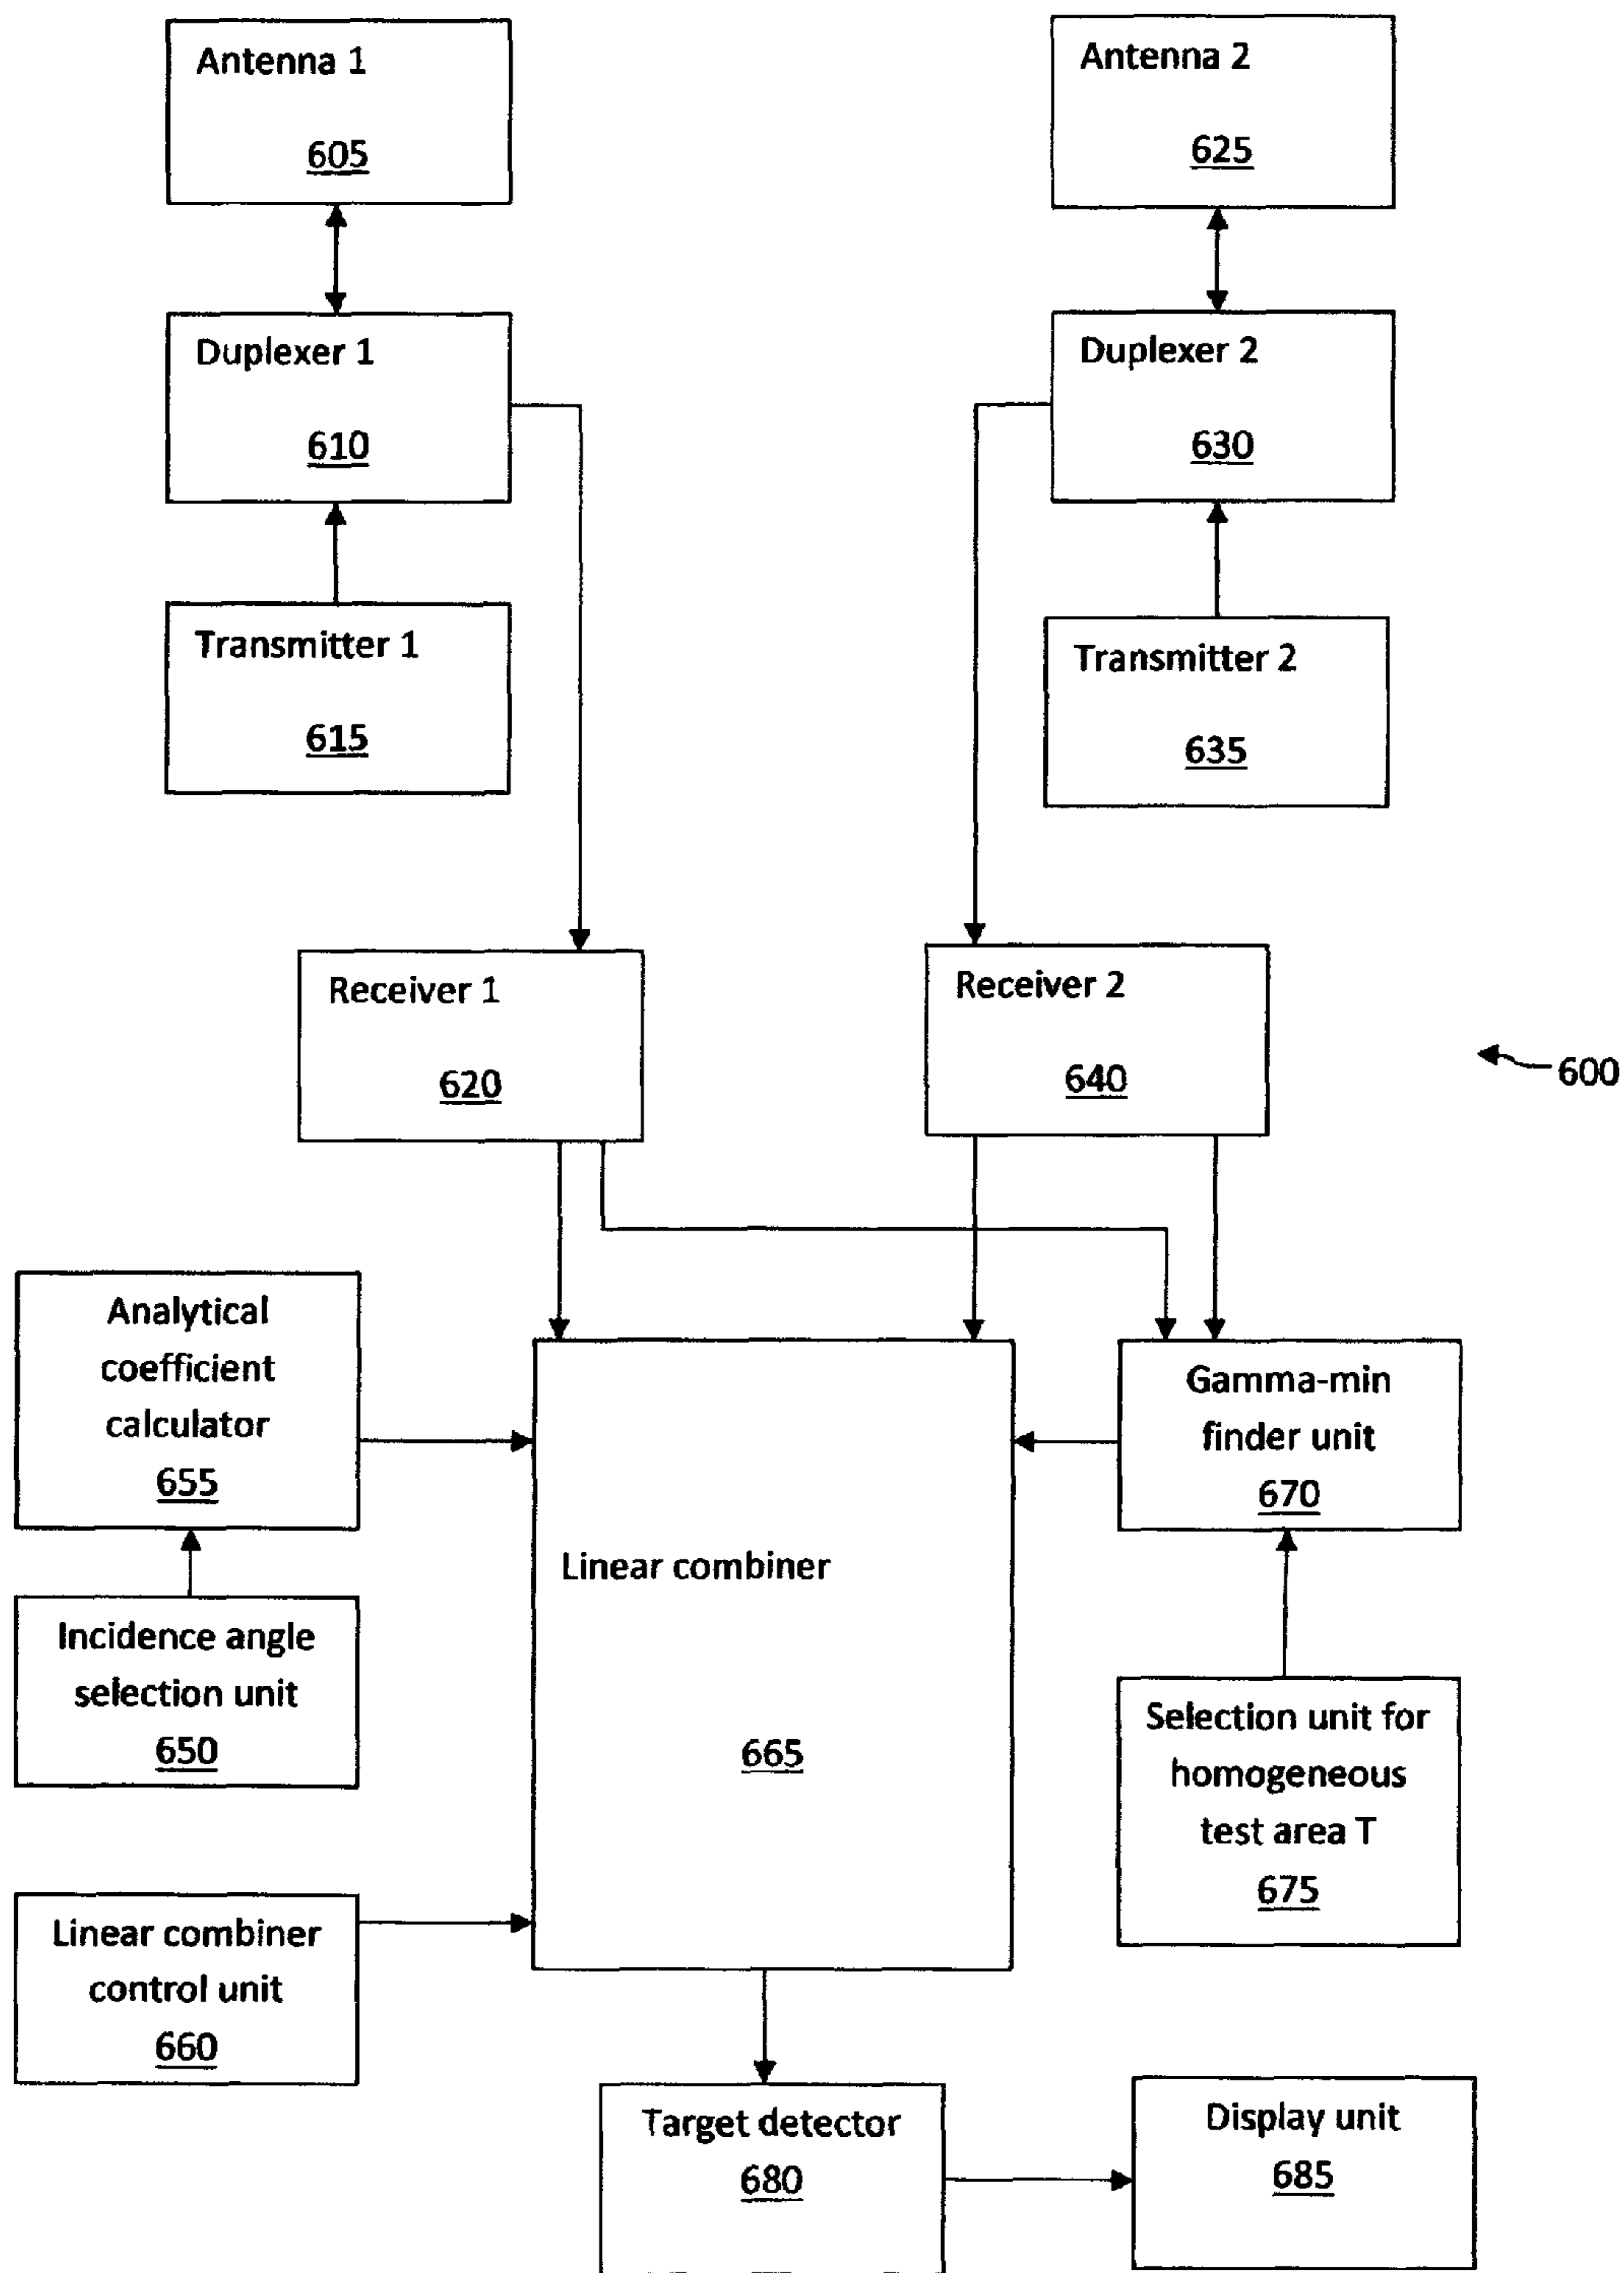 Antenna 1
605
Antenna 2
625
Duplexer 1
610
Duplexer 2
630
Transmitter 1
615
Transmitter 2
635
Receiver 1
620
Receiver 2
640
600
Analytical
coefficient
calculator
655
Gamma-min
finder unit
670
Linear combiner
665
Incidence angle
selection unit
650
Selection unit for
homogeneous
test area T
675
Linear combiner
control unit
660
Target detector
680
Display unit
685